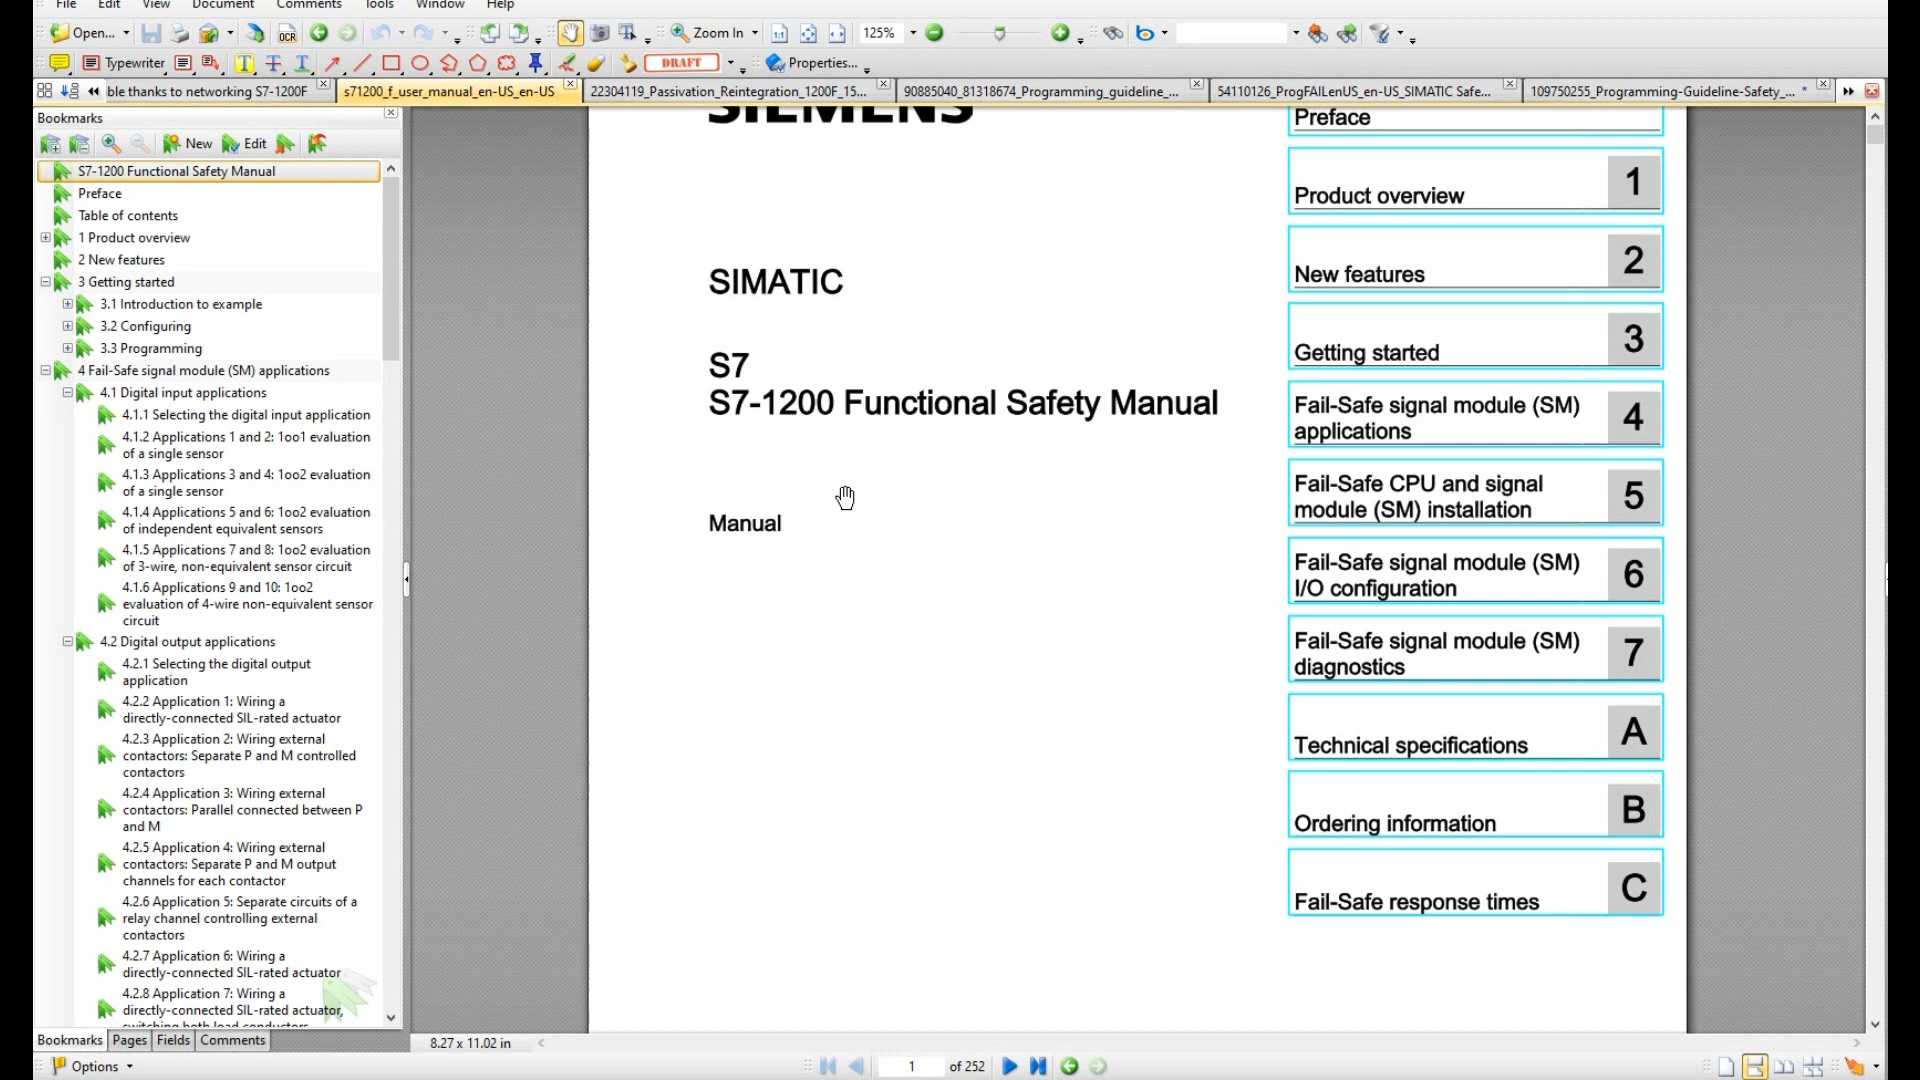 File Edit View Document Comments Tools Window Help
Open... OCR Zoom In 1:1 125%
Typewriter T T T DRAFT Properties...
ble thanks to networking S7-1200F
s71200_f_user_manual_en-US_en-US
22304119_Passivation_Reintegration_1200F_15...
90885040_81318674_Programming_guideline_...
54110126_ProgFAILenUS_en-US_SIMATIC Safe...
109750255_Programming-Guideline-Safety_... *
Bookmarks
New Edit
S7-1200 Functional Safety Manual
Preface
Table of contents
1 Product overview
2 New features
3 Getting started
3.1 Introduction to example
3.2 Configuring
3.3 Programming
4 Fail-Safe signal module (SM) applications
4.1 Digital input applications
4.1.1 Selecting the digital input application
4.1.2 Applications 1 and 2: 1oo1 evaluation
of a single sensor
4.1.3 Applications 3 and 4: 1oo2 evaluation
of a single sensor
4.1.4 Applications 5 and 6: 1oo2 evaluation
of independent equivalent sensors
4.1.5 Applications 7 and 8: 1oo2 evaluation
of 3-wire, non-equivalent sensor circuit
4.1.6 Applications 9 and 10: 1oo2
evaluation of 4-wire non-equivalent sensor
circuit
4.2 Digital output applications
4.2.1 Selecting the digital output
application
4.2.2 Application 1: Wiring a
directly-connected SIL-rated actuator
4.2.3 Application 2: Wiring external
contactors: Separate P and M controlled
contactors
4.2.4 Application 3: Wiring external
contactors: Parallel connected between P
and M
4.2.5 Application 4: Wiring external
contactors: Separate P and M output
channels for each contactor
4.2.6 Application 5: Separate circuits of a
relay channel controlling external
contactors
4.2.7 Application 6: Wiring a
directly-connected SIL-rated actuator
4.2.8 Application 7: Wiring a
directly-connected SIL-rated actuator,
switching both load conductors
Bookmarks Pages Fields Comments
Options
SIEMENS
SIMATIC
S7
S7-1200 Functional Safety Manual
Manual
Preface
Product overview 1
New features 2
Getting started 3
Fail-Safe signal module (SM)
applications 4
Fail-Safe CPU and signal
module (SM) installation 5
Fail-Safe signal module (SM)
I/O configuration 6
Fail-Safe signal module (SM)
diagnostics 7
Technical specifications A
Ordering information B
Fail-Safe response times C
8.27 x 11.02 in
1 of 252